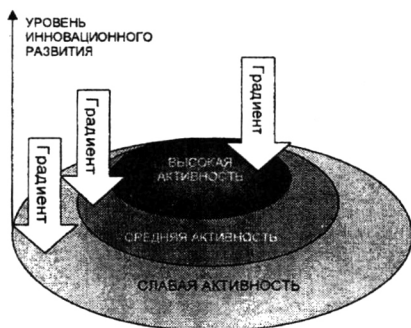 УРОВЕНЬ
ИННОВАЦИОННОГО
РАЗВИТИЯ
Градиент
Градиент
Градиент
ВЫСОКАЯ
АКТИВНОСТЬ
СРЕДНЯЯ АКТИВНОСТЬ
СЛАБАЯ АКТИВНОСТЬ